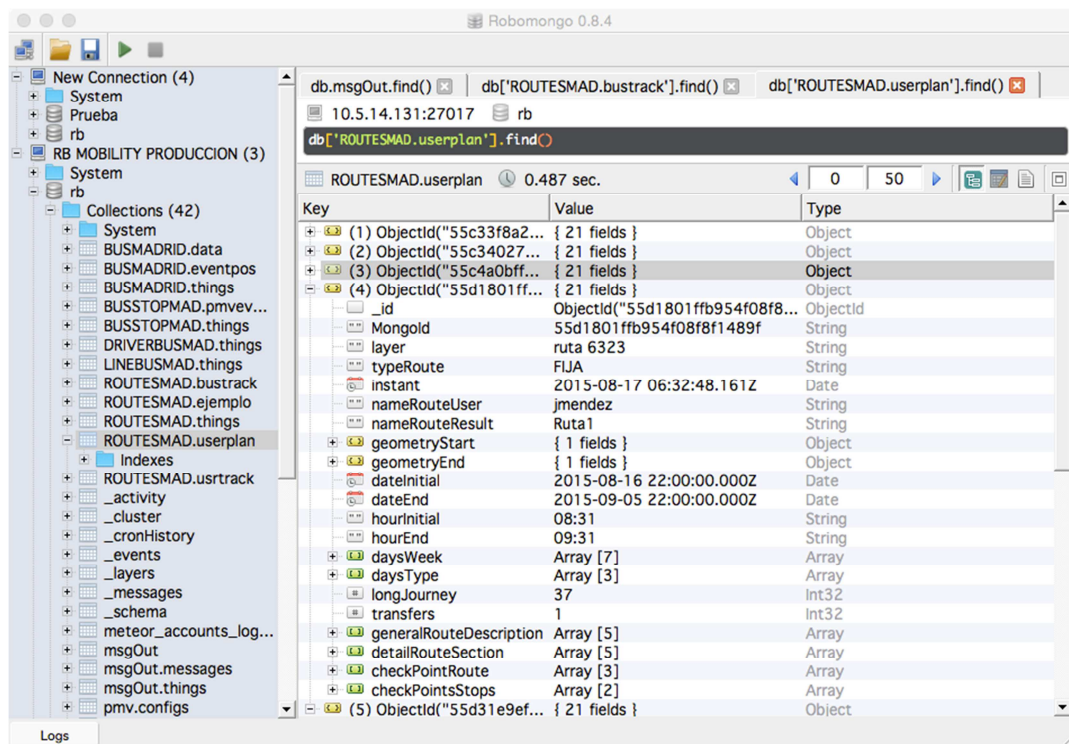 Robomongo 0.8.4
New Connection (4)
System
Prueba
rb
RB MOBILITY PRODUCCION (3)
System
rb
Collections (42)
System
BUSMADRID.data
BUSMADRID.eventpos
BUSMADRID.things
BUSSTOPMAD.pmvev...
BUSSTOPMAD.things
DRIVERBUSMAD.things
LINEBUSMAD.things
ROUTESMAD.bustrack
ROUTESMAD.ejemplo
ROUTESMAD.things
ROUTESMAD.userplan
Indexes
ROUTESMAD.usrtrack
_activity
_cluster
_cronHistory
_events
_layers
_messages
_schema
meteor_accounts_log...
msgOut
msgOut.messages
msgOut.things
pmv.configs
Logs
db.msgOut.find() db['ROUTESMAD.bustrack'].find() db['ROUTESMAD.userplan'].find()
10.5.14.131:27017 rb
db['ROUTESMAD.userplan'].find()
ROUTESMAD.userplan 0.487 sec. 0 50
Key Value Type
(1) ObjectId("55c33f8a2... { 21 fields } Object
(2) ObjectId("55c34027... { 21 fields } Object
(3) ObjectId("55c4a0bff... { 21 fields } Object
(4) ObjectId("55d1801ff... { 21 fields } Object
_id ObjectId("55d1801ffb954f08f8... ObjectId
MongoId 55d1801ffb954f08f8f1489f String
layer ruta 6323 String
typeRoute FIJA String
instant 2015-08-17 06:32:48.161Z Date
nameRouteUser jmendez String
nameRouteResult Ruta1 String
geometryStart { 1 fields } Object
geometryEnd { 1 fields } Object
dateInitial 2015-08-16 22:00:00.000Z Date
dateEnd 2015-09-05 22:00:00.000Z Date
hourInitial 08:31 String
hourEnd 09:31 String
daysWeek Array [7] Array
daysType Array [3] Array
longJourney 37 Int32
transfers 1 Int32
generalRouteDescription Array [5] Array
detailRouteSection Array [5] Array
checkPointRoute Array [3] Array
checkPointsStops Array [2] Array
(5) ObjectId("55d31e9ef... { 21 fields } Object